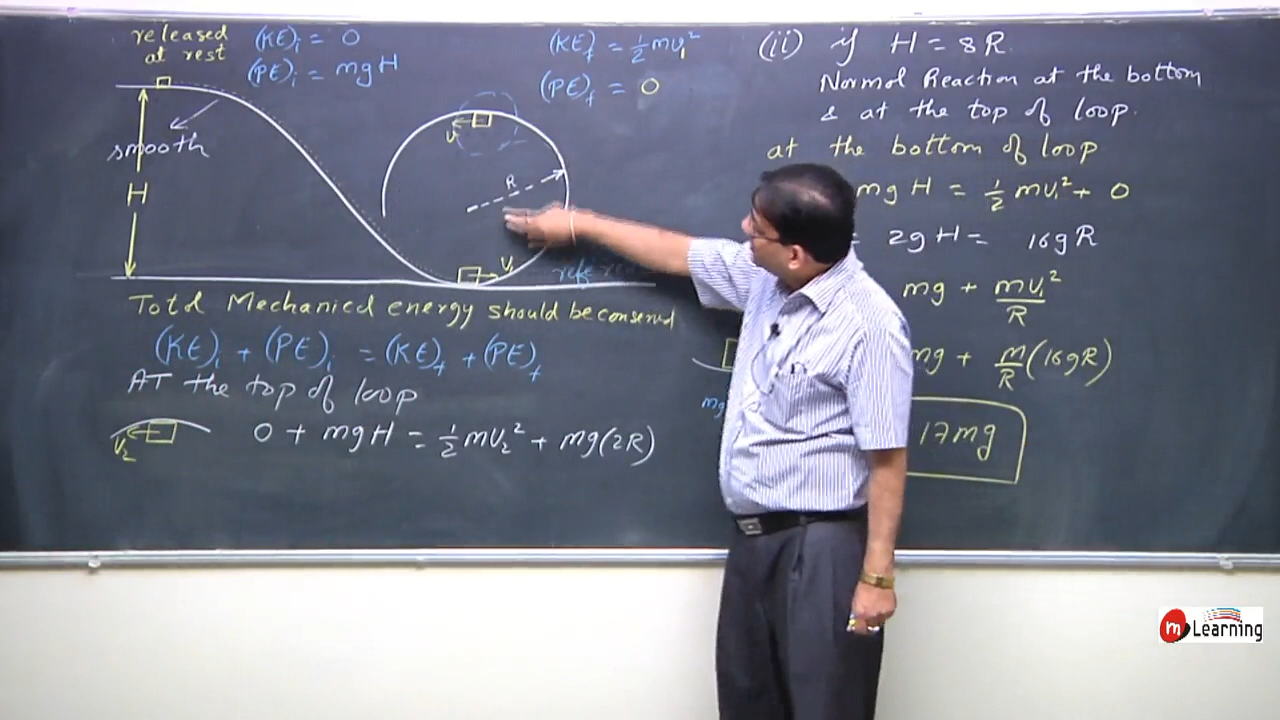 released at rest
(KE)i = 0
(PE)i = mgH
(KE)f = ½mv₁²
(PE)f = 0
smooth
H
R
v
v₁
Total Mechanical energy should be conserved
(KE)i + (PE)i = (KE)f + (PE)f
AT the top of loop
v₂
0 + mgH = ½mv₂² + mg(2R)
(ii) if H = 8R.
Normal Reaction at the bottom
& at the top of loop.
at the bottom of loop
mgH = ½mv₁² + 0
= 2gH = 16gR
mg + mv₁²/R
mg + m/R (16gR)
mg
17mg
m Learning